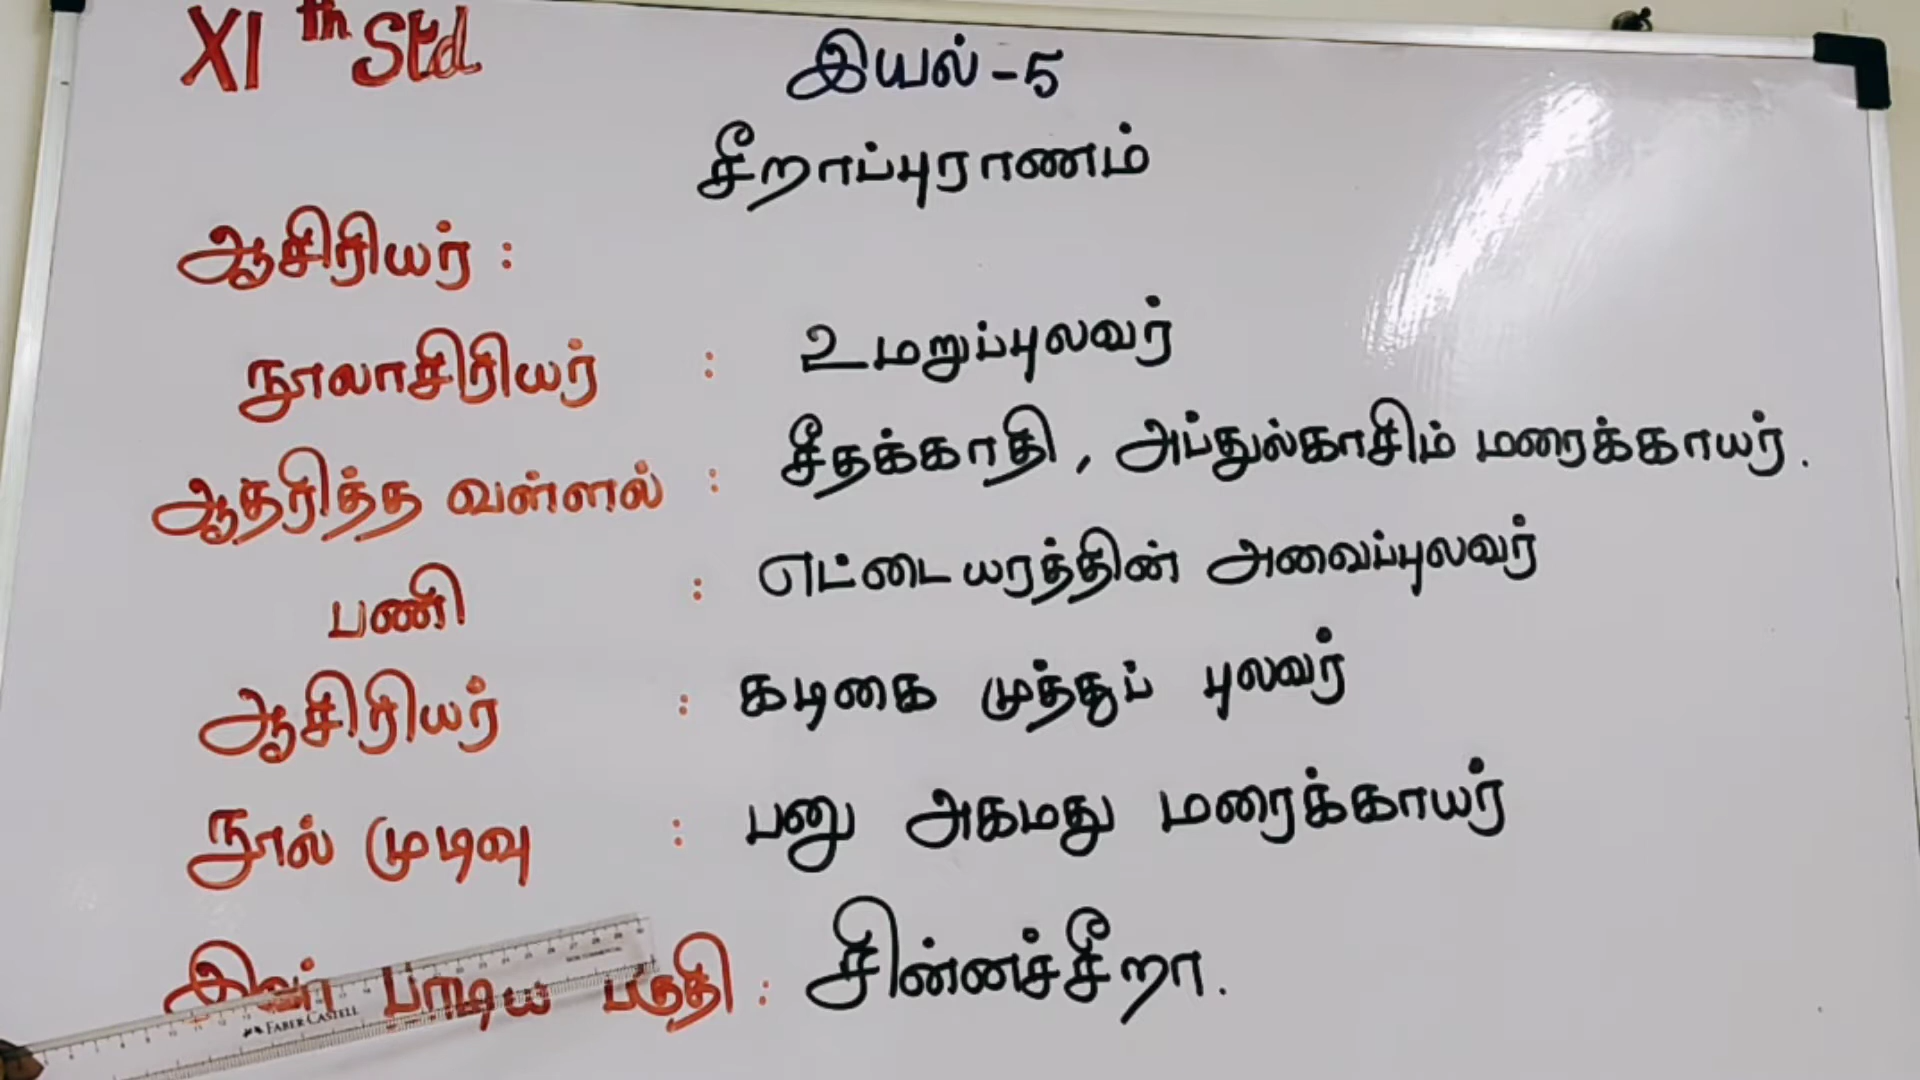 XI th Std
இயல் - 5
சீறாப்புராணம்
ஆசிரியர் :
நூலாசிரியர் : உமறுப்புலவர்
ஆதரித்த வள்ளல் : சீதக்காதி, அப்துல்காசிம் மரைக்காயர்.
பணி : எட்டையரத்தின் அவைப்புலவர்
ஆசிரியர் : கடிகை முத்துப் புலவர்
நூல் முடிவு : பனு அகமது மரைக்காயர்
இவர் பாடிய பகுதி : சின்னச்சீறா.
FABER CASTELL